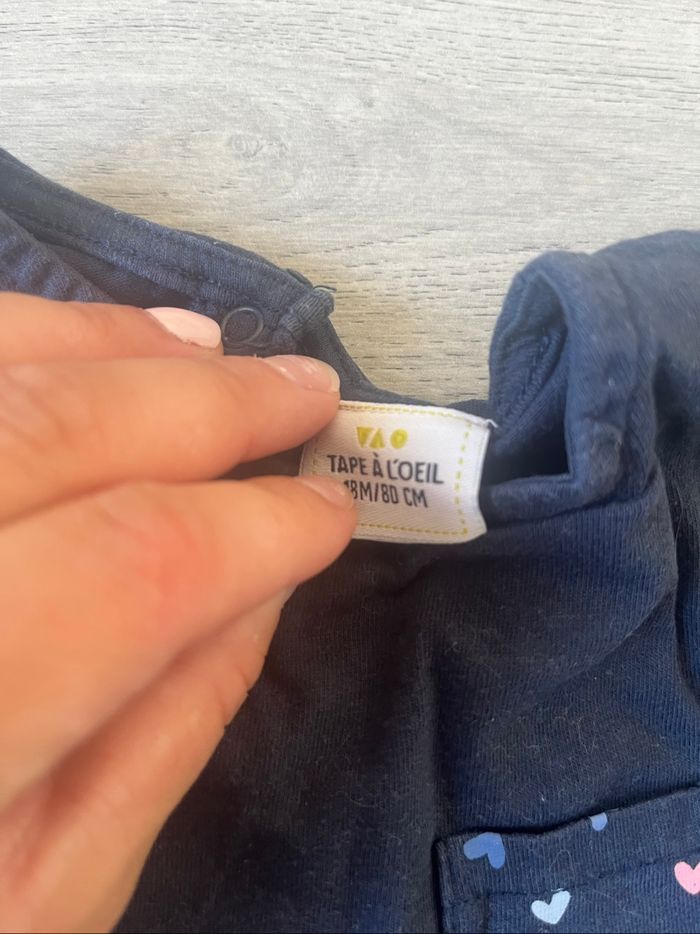 TAPE À L'OEIL
18M/80 CM